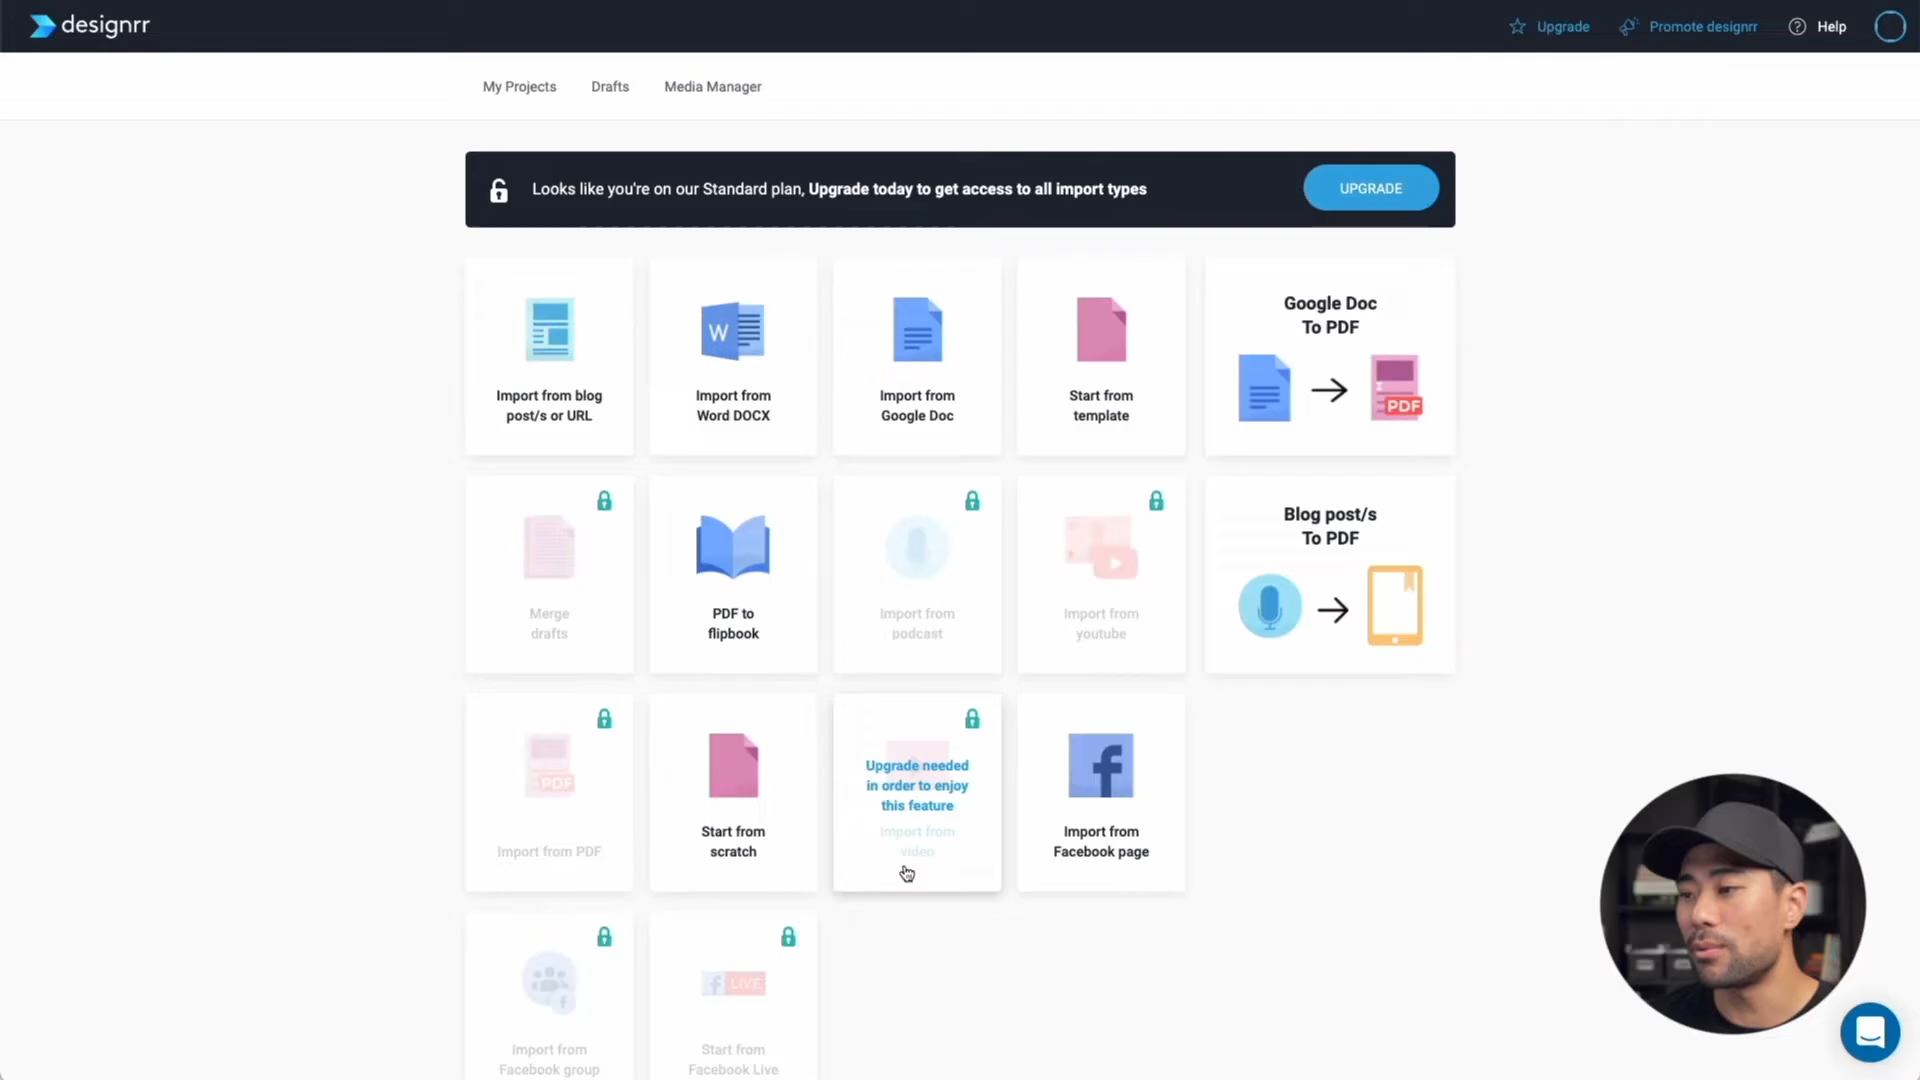 designrr
Upgrade
Promote designrr
? Help
My Projects
Drafts
Media Manager
Looks like you're on our Standard plan, Upgrade today to get access to all import types
UPGRADE
Import from blog
post/s or URL
W
Import from
Word DOCX
Import from
Google Doc
Start from
template
Google Doc
To PDF
PDF
Merge
drafts
PDF to
flipbook
Import from
podcast
Import from
youtube
Blog post/s
To PDF
PDF
Import from PDF
Start from
scratch
Upgrade needed
in order to enjoy
this feature
Import from
video
f
Import from
Facebook page
f
Import from
Facebook group
f LIVE
Start from
Facebook Live